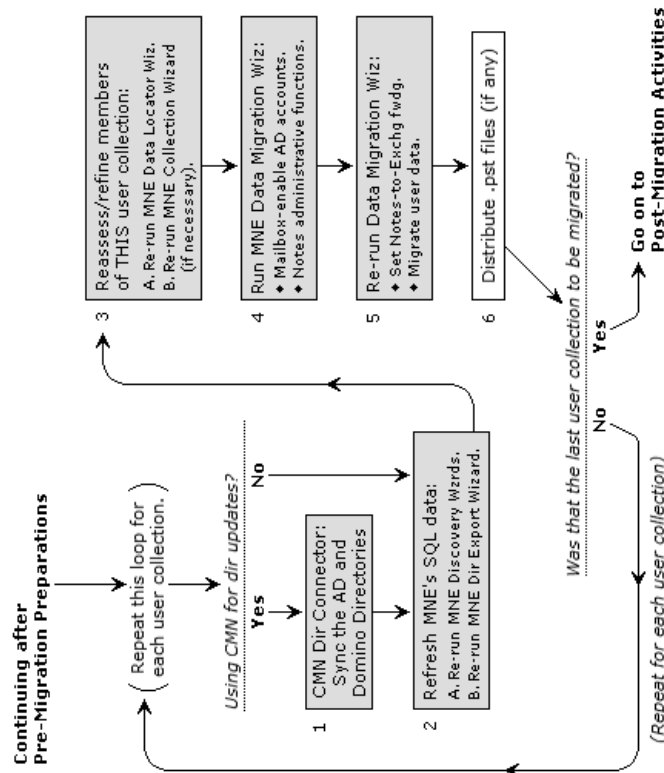 Continuing after
Pre-Migration Preparations
(Repeat this loop for
each user collection.)
Using CMN for dir updates?
Yes
No
1
CMN Dir Connector:
Sync the AD and
Domino Directories
2
Refresh MNE's SQL data:
A. Re-run MNE Discovery Wzrds.
B. Re-run MNE Dir Export Wizard.
3
Reassess/refine members
of THIS user collection:
A. Re-run MNE Data Locator Wiz.
B. Re-run MNE Collection Wizard
(if necessary).
4
Run MNE Data Migration Wiz:
◆ Mailbox-enable AD accounts.
◆ Notes administrative functions.
5
Re-run Data Migration Wiz:
◆ Set Notes-to-Exchg fwdg.
◆ Migrate user data.
6
Distribute .pst files (if any)
Was that the last user collection to be migrated?
No
Yes
(Repeat for each user collection)
Go on to
Post-Migration Activities